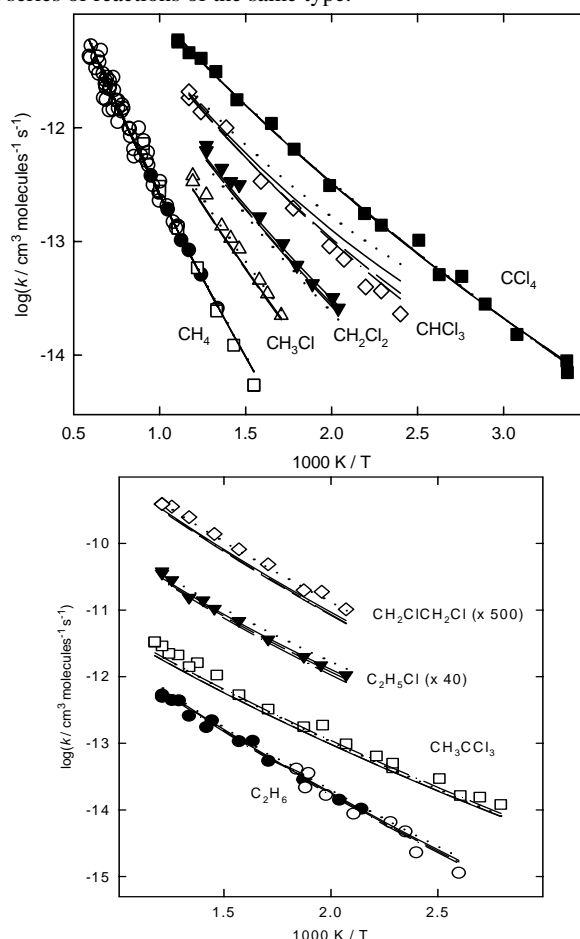 series of reactions of the same type.
-11
-12
-13
-14
log(k / cm³ molecules⁻¹ s⁻¹)
CCl₄
CHCl₃
CH₂Cl₂
CH₃Cl
CH₄
0.5 1.0 1.5 2.0 2.5 3.0
1000 K / T
-10
-11
-12
-13
-14
-15
log(k / cm³ molecules⁻¹ s⁻¹)
CH₂ClCH₂Cl (x 500)
C₂H₅Cl (x 40)
CH₃CCl₃
C₂H₆
1.5 2.0 2.5
1000 K / T